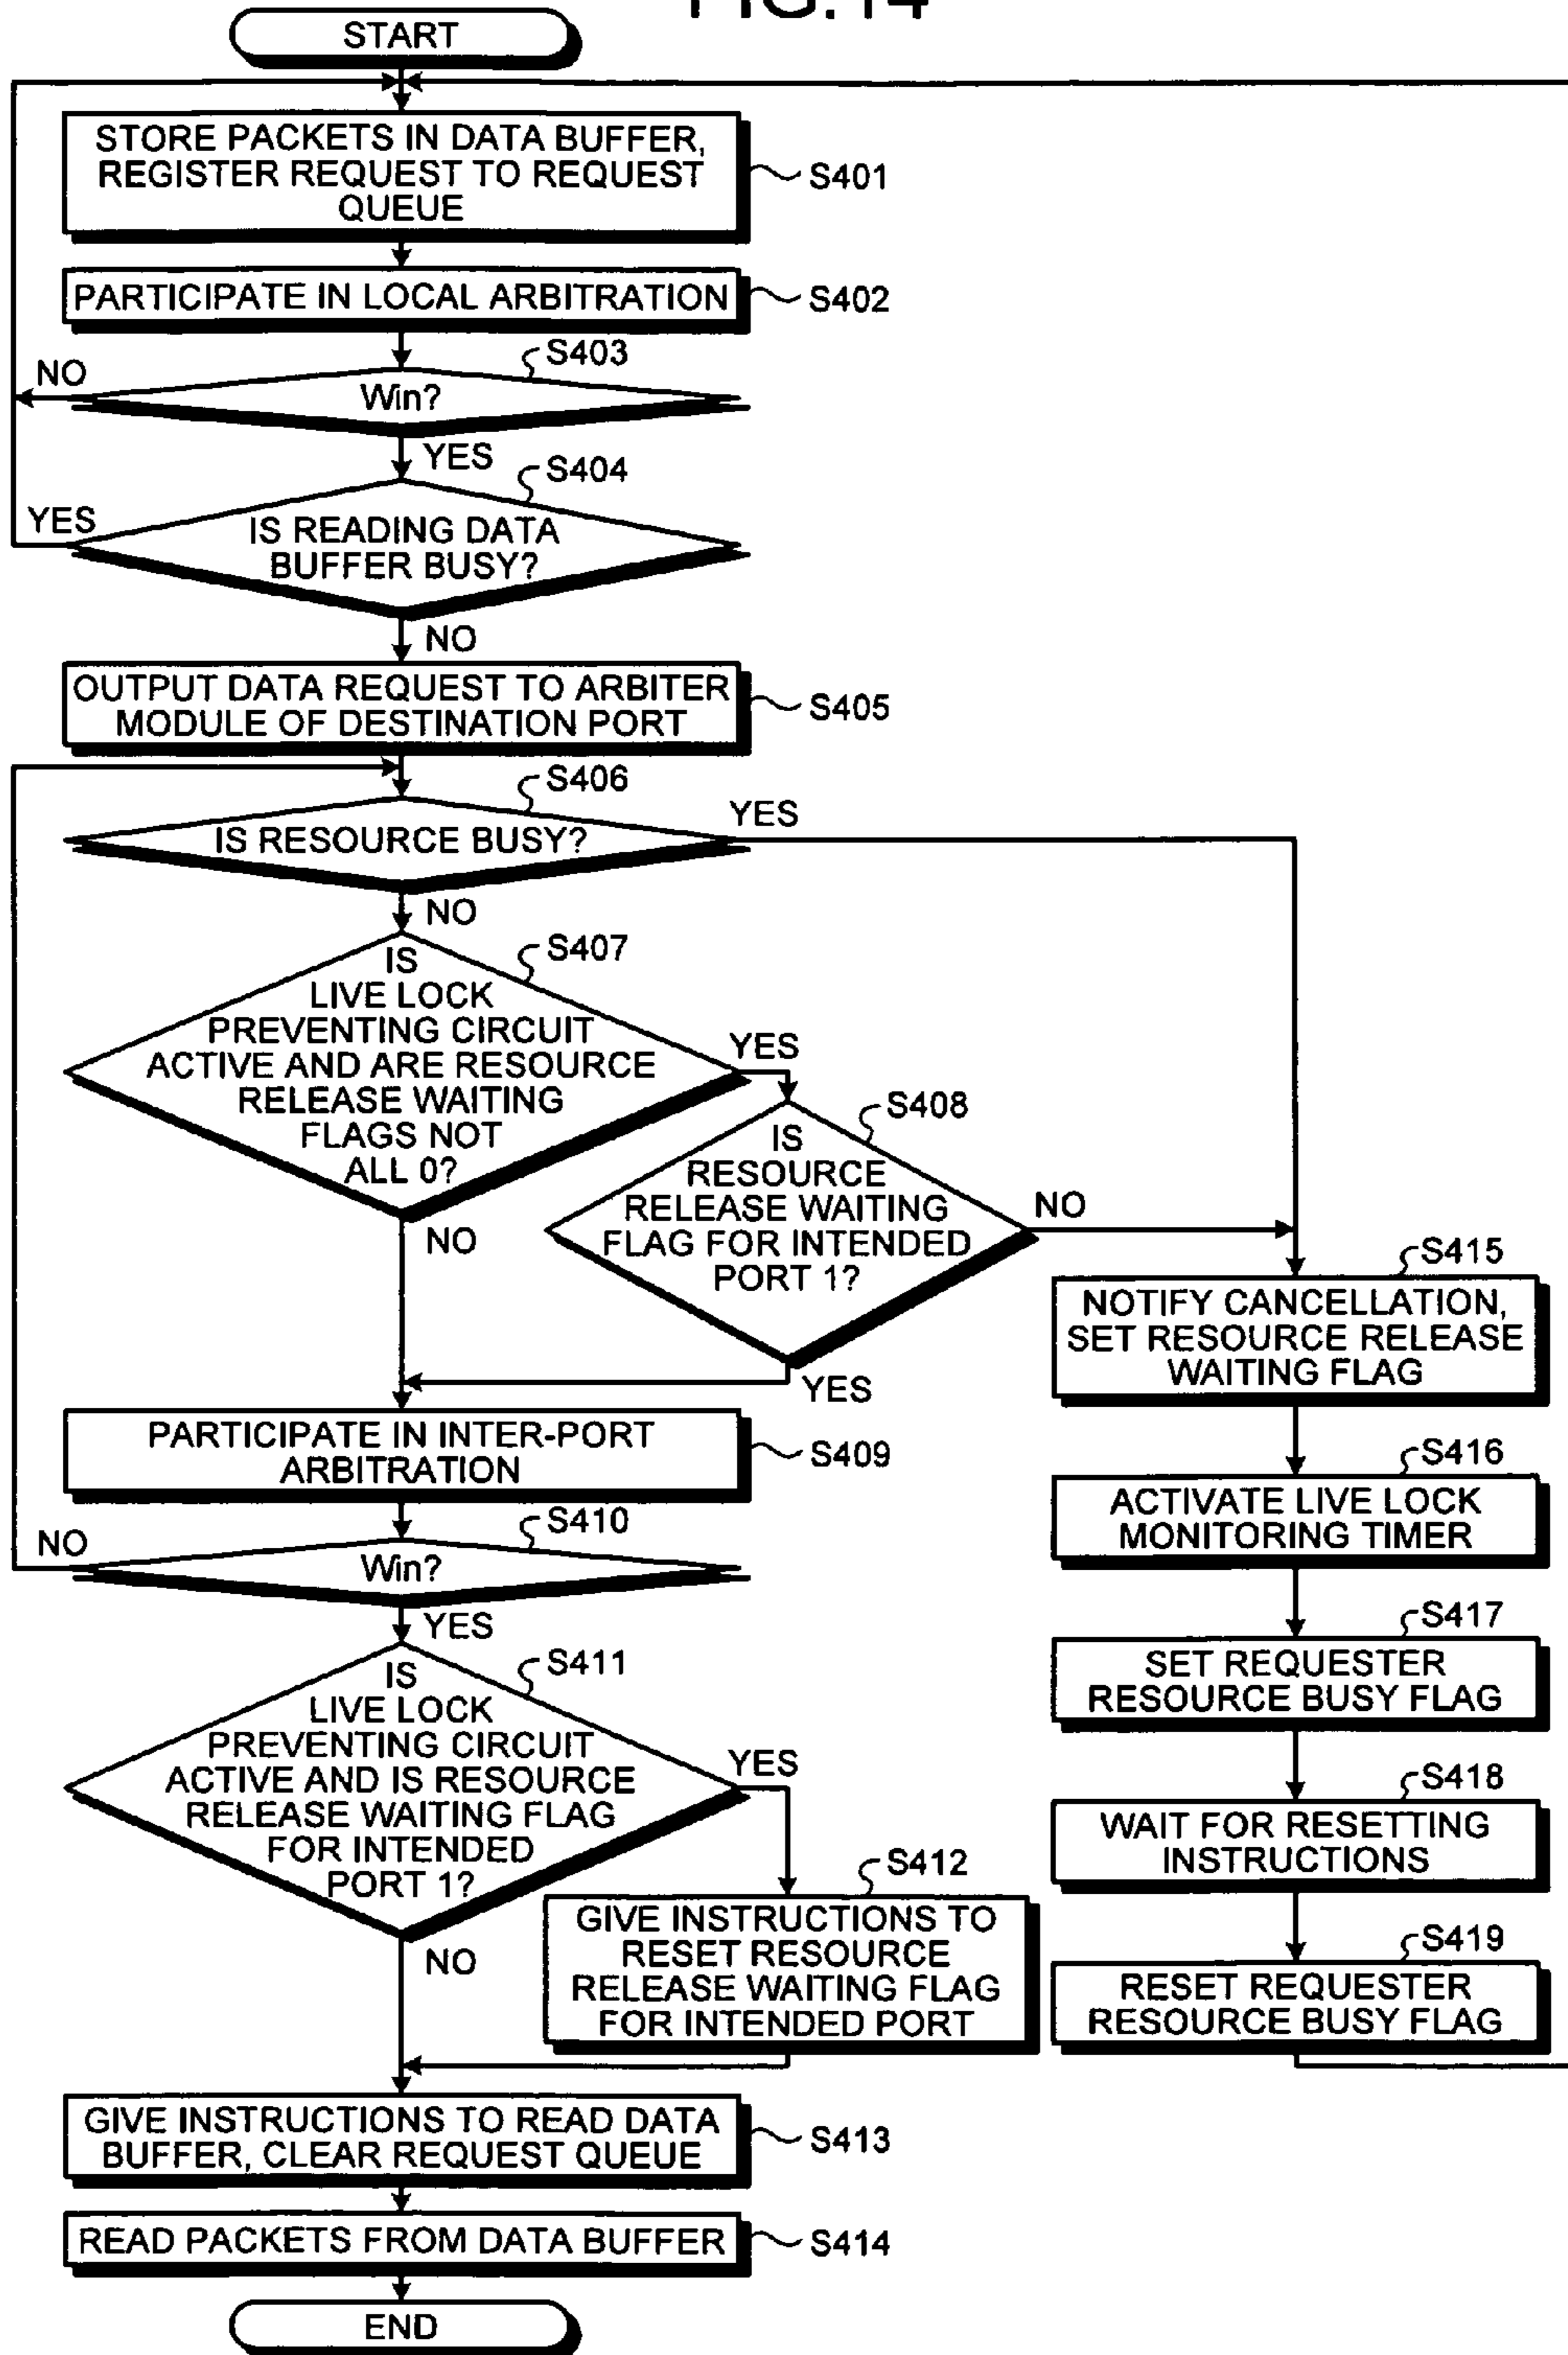 FIG. 14
START
STORE PACKETS IN DATA BUFFER,
REGISTER REQUEST TO REQUEST
QUEUE
S401
PARTICIPATE IN LOCAL ARBITRATION
S402
S403
NO
Win?
YES
S404
YES
IS READING DATA
BUFFER BUSY?
NO
OUTPUT DATA REQUEST TO ARBITER
MODULE OF DESTINATION PORT
S405
S406
YES
IS RESOURCE BUSY?
NO
S407
IS
LIVE LOCK
PREVENTING CIRCUIT
ACTIVE AND ARE RESOURCE
RELEASE WAITING
FLAGS NOT
ALL 0?
YES
NO
S408
IS
RESOURCE
RELEASE WAITING
FLAG FOR INTENDED
PORT 1?
NO
YES
PARTICIPATE IN INTER-PORT
ARBITRATION
S409
S410
NO
Win?
YES
S411
IS
LIVE LOCK
PREVENTING CIRCUIT
ACTIVE AND IS RESOURCE
RELEASE WAITING FLAG
FOR INTENDED
PORT 1?
YES
NO
S412
GIVE INSTRUCTIONS TO
RESET RESOURCE
RELEASE WAITING FLAG
FOR INTENDED PORT
GIVE INSTRUCTIONS TO READ DATA
BUFFER, CLEAR REQUEST QUEUE
S413
READ PACKETS FROM DATA BUFFER
S414
END
S415
NOTIFY CANCELLATION,
SET RESOURCE RELEASE
WAITING FLAG
S416
ACTIVATE LIVE LOCK
MONITORING TIMER
S417
SET REQUESTER
RESOURCE BUSY FLAG
S418
WAIT FOR RESETTING
INSTRUCTIONS
S419
RESET REQUESTER
RESOURCE BUSY FLAG